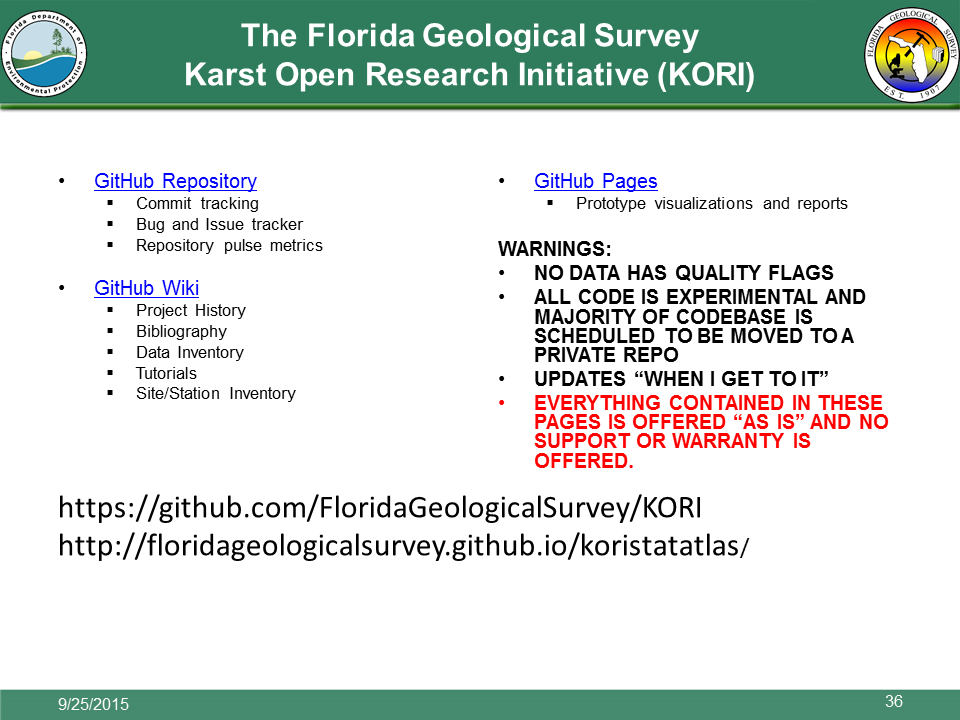 Florida Department of
Environmental Protection
The Florida Geological Survey
Karst Open Research Initiative (KORI)
FLORIDA GEOLOGICAL SURVEY
EST. 1907
• GitHub Repository
▪ Commit tracking
▪ Bug and Issue tracker
▪ Repository pulse metrics
• GitHub Wiki
▪ Project History
▪ Bibliography
▪ Data Inventory
▪ Tutorials
▪ Site/Station Inventory
• GitHub Pages
▪ Prototype visualizations and reports
WARNINGS:
• NO DATA HAS QUALITY FLAGS
• ALL CODE IS EXPERIMENTAL AND
MAJORITY OF CODEBASE IS
SCHEDULED TO BE MOVED TO A
PRIVATE REPO
• UPDATES “WHEN I GET TO IT”
• EVERYTHING CONTAINED IN THESE
PAGES IS OFFERED “AS IS” AND NO
SUPPORT OR WARRANTY IS
OFFERED.
https://github.com/FloridaGeologicalSurvey/KORI
http://floridageologicalsurvey.github.io/koristatatlas/
9/25/2015
36